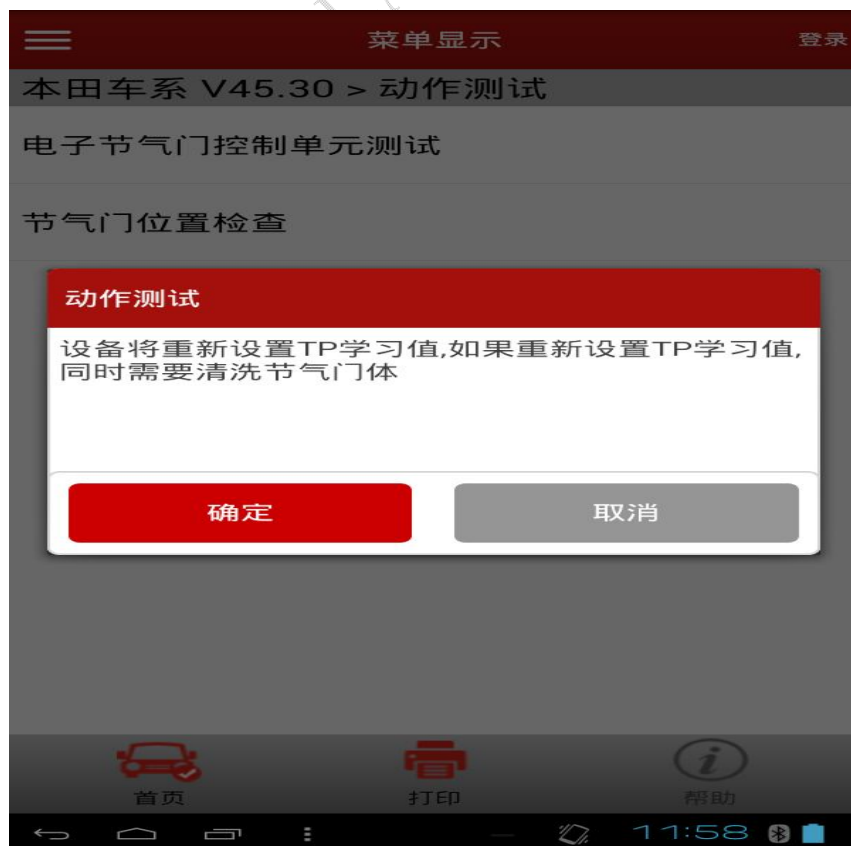 菜单显示
登录
本田车系 V45.30 > 动作测试
电子节气门控制单元测试
节气门位置检查
动作测试
设备将重新设置TP学习值,如果重新设置TP学习值,
同时需要清洗节气门体
确定
取消
首页
打印
帮助
11:58